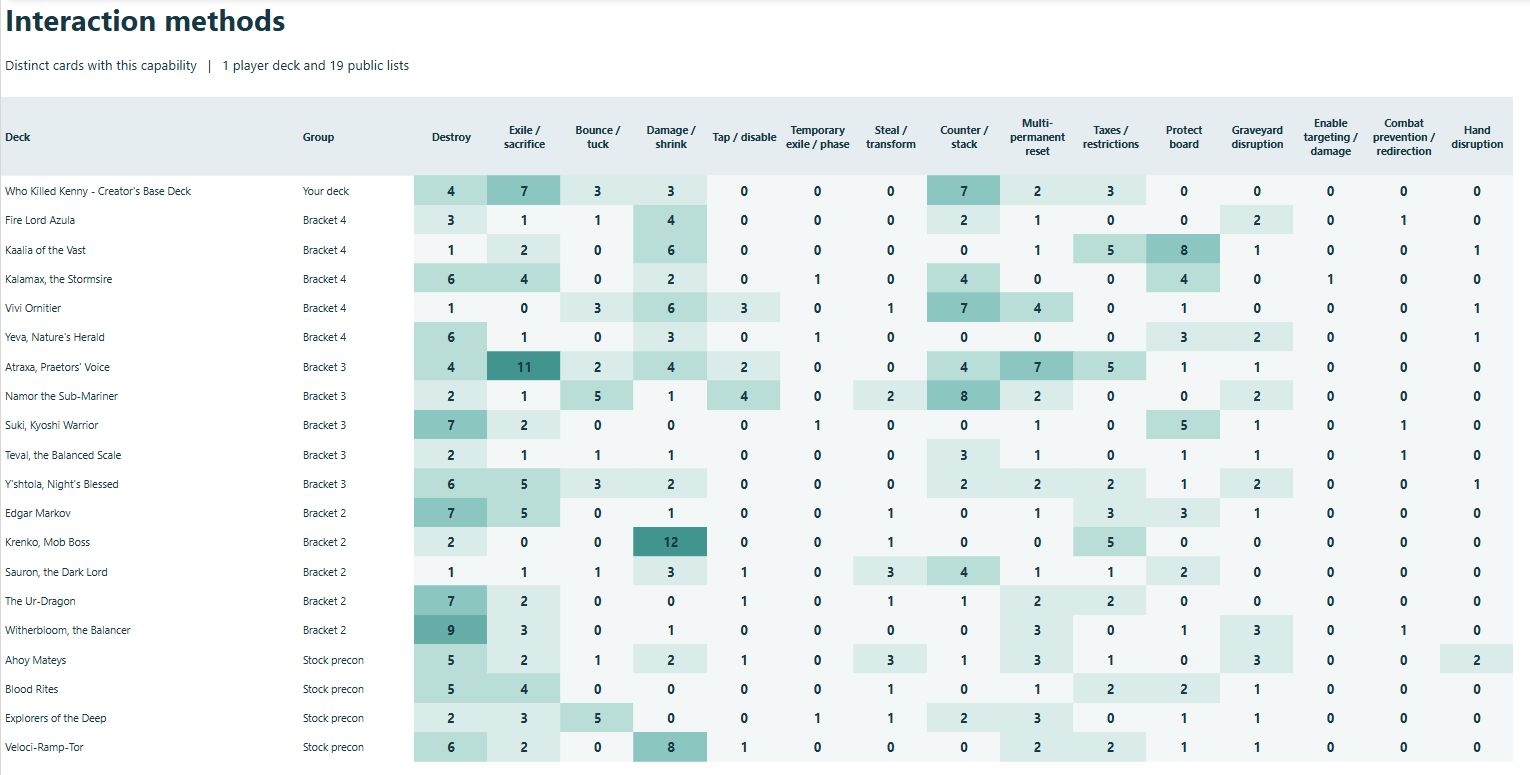 Interaction methods
Distinct cards with this capability | 1 player deck and 19 public lists
Deck Group Destroy Exile / sacrifice Bounce / tuck Damage / shrink Tap / disable Temporary exile / phase Steal / transform Counter / stack Multi-permanent reset Taxes / restrictions Protect board Graveyard disruption Enable targeting / damage Combat prevention / redirection Hand disruption
Who Killed Kenny - Creator's Base Deck Your deck 4 7 3 3 0 0 0 7 2 3 0 0 0 0 0
Fire Lord Azula Bracket 4 3 1 1 4 0 0 0 2 1 0 0 2 0 1 0
Kaalia of the Vast Bracket 4 1 2 0 6 0 0 0 0 1 5 8 1 0 0 1
Kalamax, the Stormsire Bracket 4 6 4 0 2 0 1 0 4 0 0 4 0 1 0 0
Vivi Ornitier Bracket 4 1 0 3 6 3 0 1 7 4 0 1 0 0 0 1
Yeva, Nature's Herald Bracket 4 6 1 0 3 0 1 0 0 0 0 3 2 0 0 1
Atraxa, Praetors' Voice Bracket 3 4 11 2 4 2 0 0 4 7 5 1 1 0 0 0
Namor the Sub-Mariner Bracket 3 2 1 5 1 4 0 2 8 2 0 0 2 0 0 0
Suki, Kyoshi Warrior Bracket 3 7 2 0 0 0 1 0 0 1 0 5 1 0 1 0
Teval, the Balanced Scale Bracket 3 2 1 1 1 0 0 0 3 1 0 1 1 0 1 0
Y'shtola, Night's Blessed Bracket 3 6 5 3 2 0 0 0 2 2 2 1 2 0 0 1
Edgar Markov Bracket 2 7 5 0 1 0 0 1 0 1 3 3 1 0 0 0
Krenko, Mob Boss Bracket 2 2 0 0 12 0 0 1 0 0 5 0 0 0 0 0
Sauron, the Dark Lord Bracket 2 1 1 1 3 1 0 3 4 1 1 2 0 0 0 0
The Ur-Dragon Bracket 2 7 2 0 0 1 0 1 1 2 2 0 0 0 0 0
Witherbloom, the Balancer Bracket 2 9 3 0 1 0 0 0 0 3 0 1 3 0 1 0
Ahoy Mateys Stock precon 5 2 1 2 1 0 3 1 3 1 0 3 0 0 2
Blood Rites Stock precon 5 4 0 0 0 0 1 0 1 2 2 1 0 0 0
Explorers of the Deep Stock precon 2 3 5 0 0 1 1 2 3 0 1 1 0 0 0
Veloci-Ramp-Tor Stock precon 6 2 0 8 1 0 0 0 2 2 1 1 0 0 0